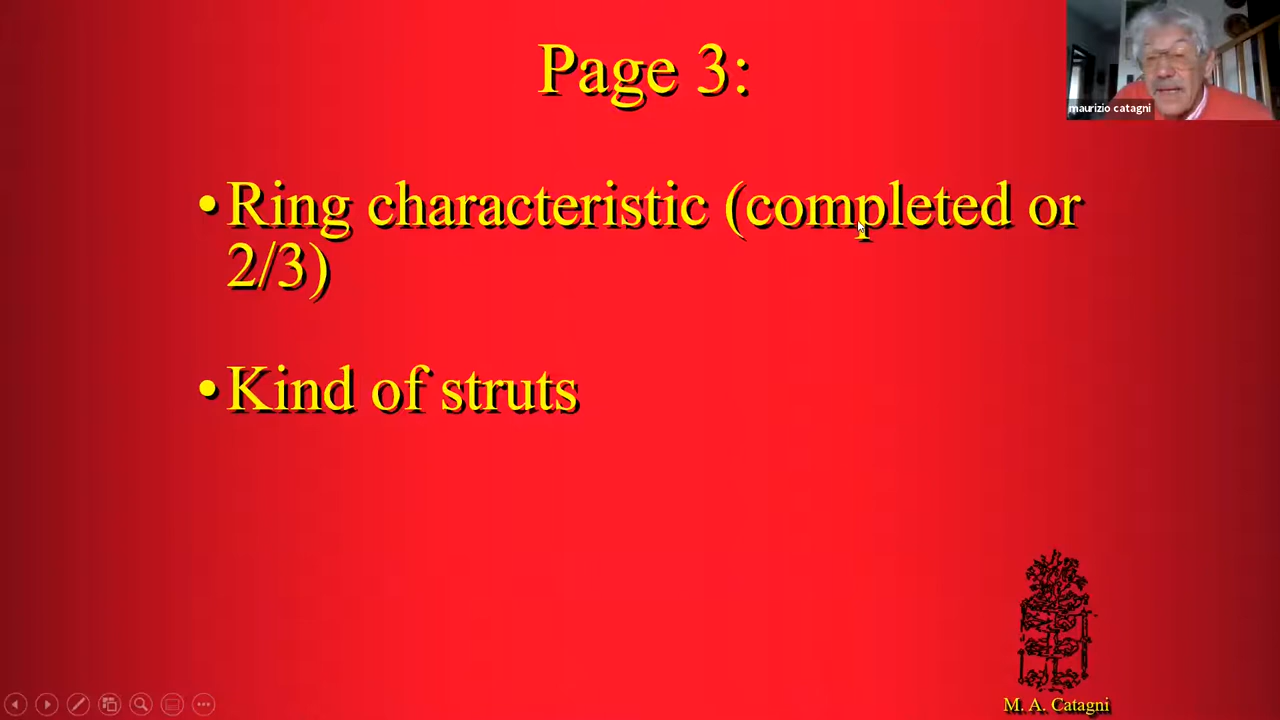 Page 3:
maurizio catagni
•Ring characteristic (completed or
2/3)
•Kind of struts
M. A. Catagni